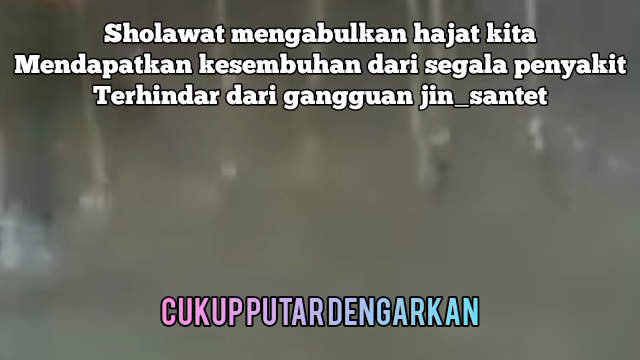 Sholawat mengabulkan hajat kita
Mendapatkan kesembuhan dari segala penyakit
Terhindar dari gangguan jin_santet
CUKUP PUTAR DENGARKAN